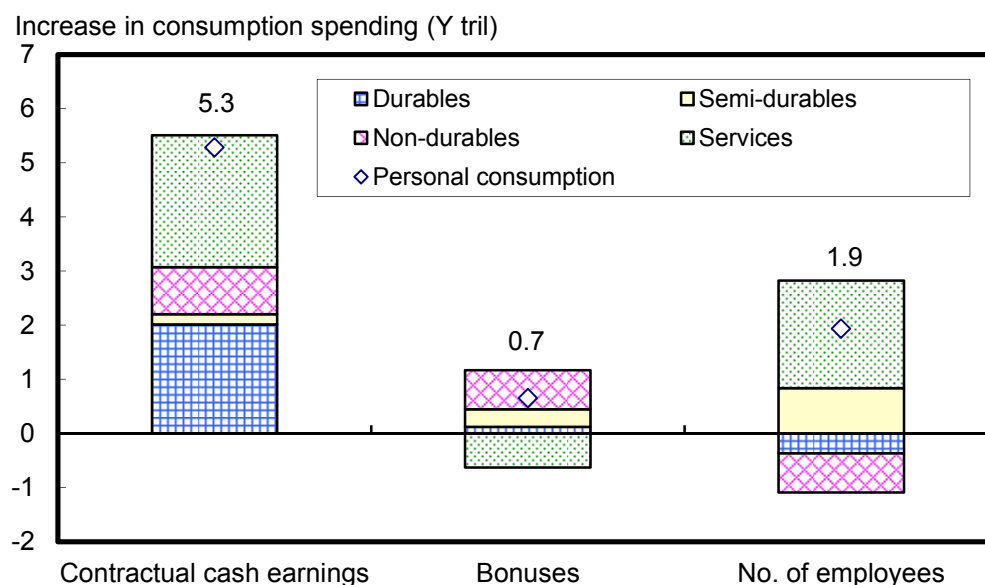 Increase in consumption spending (Y tril)
7
6
5
4
3
2
1
0
-1
-2
Durables
Semi-durables
Non-durables
Services
Personal consumption
5.3
0.7
1.9
Contractual cash earnings
Bonuses
No. of employees